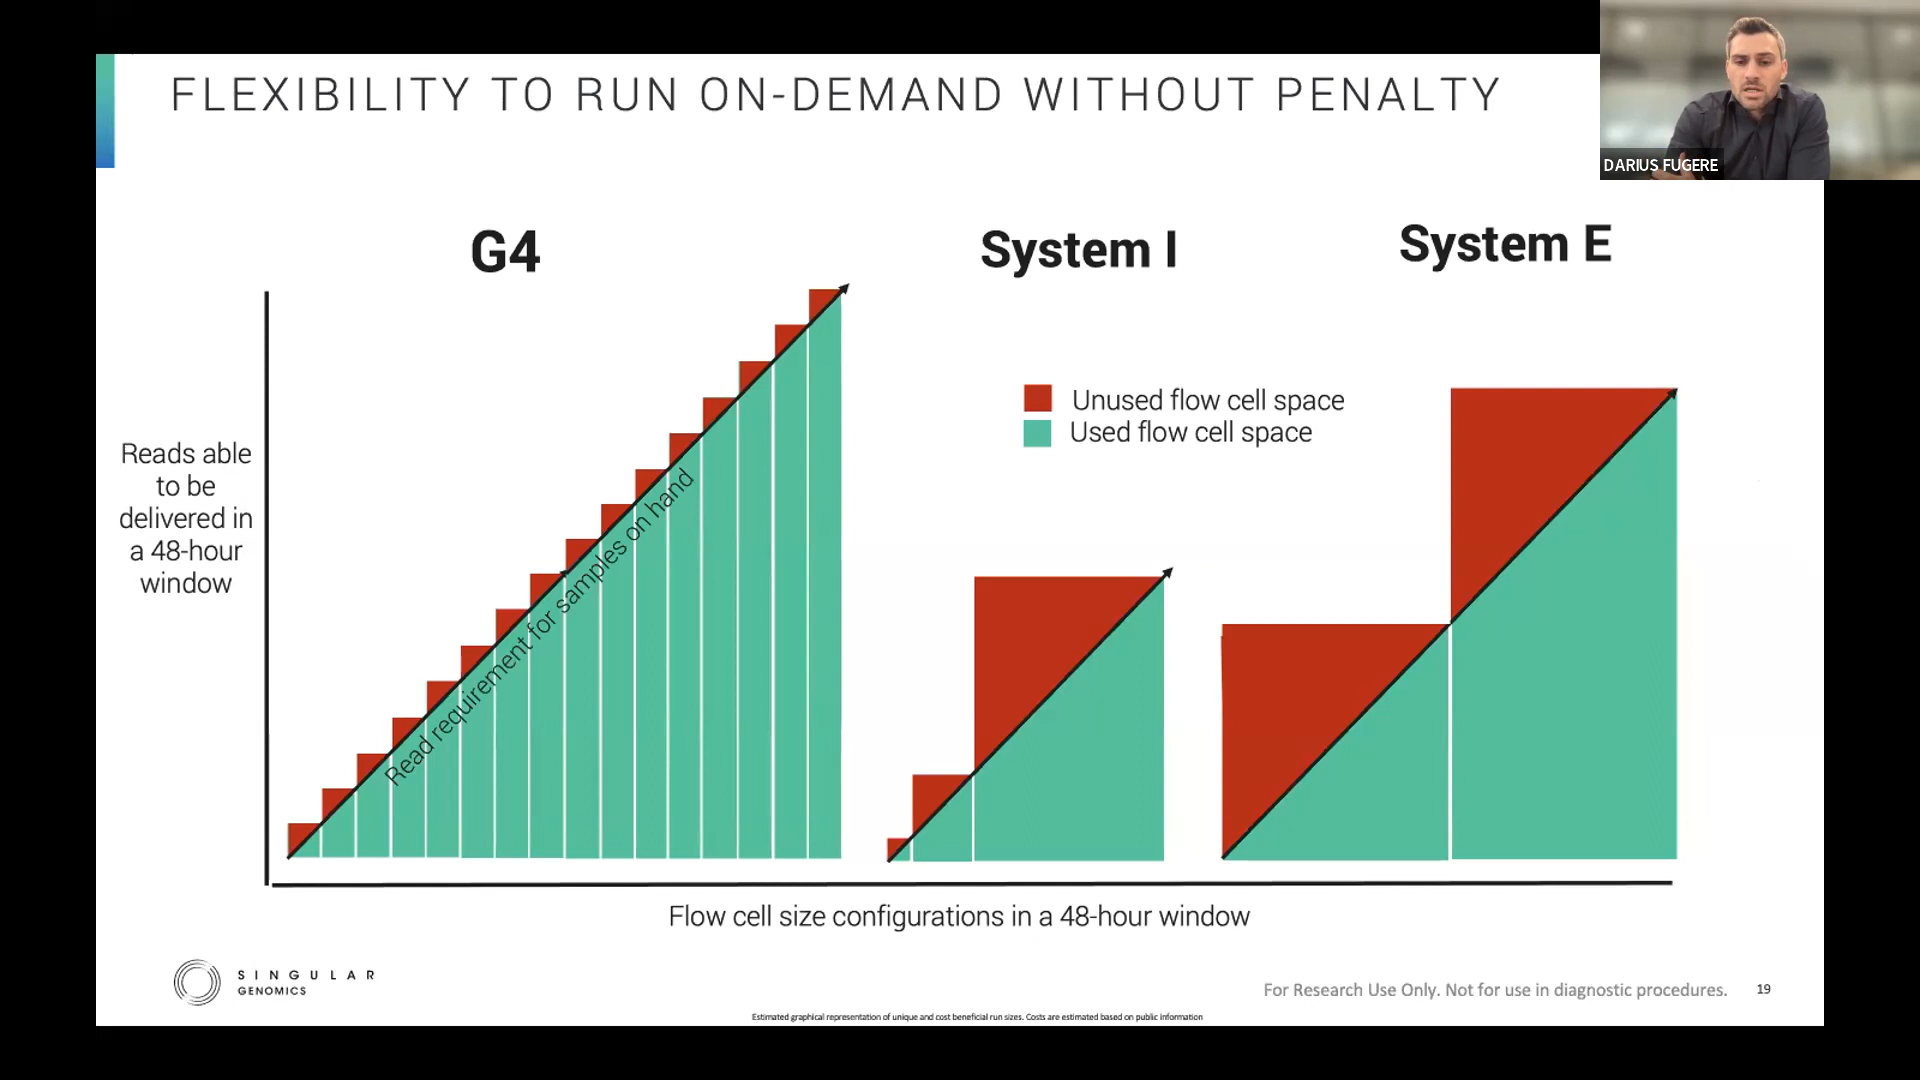 FLEXIBILITY TO RUN ON-DEMAND WITHOUT PENALTY
DARIUS FUGERE
G4
System I
System E
Unused flow cell space
Used flow cell space
Reads able
to be
delivered in
a 48-hour
window
Read requirement for samples on hand
Flow cell size configurations in a 48-hour window
SINGULAR
GENOMICS
For Research Use Only. Not for use in diagnostic procedures.
19
Estimated graphical representation of unique and cost beneficial run sizes. Costs are estimated based on public information